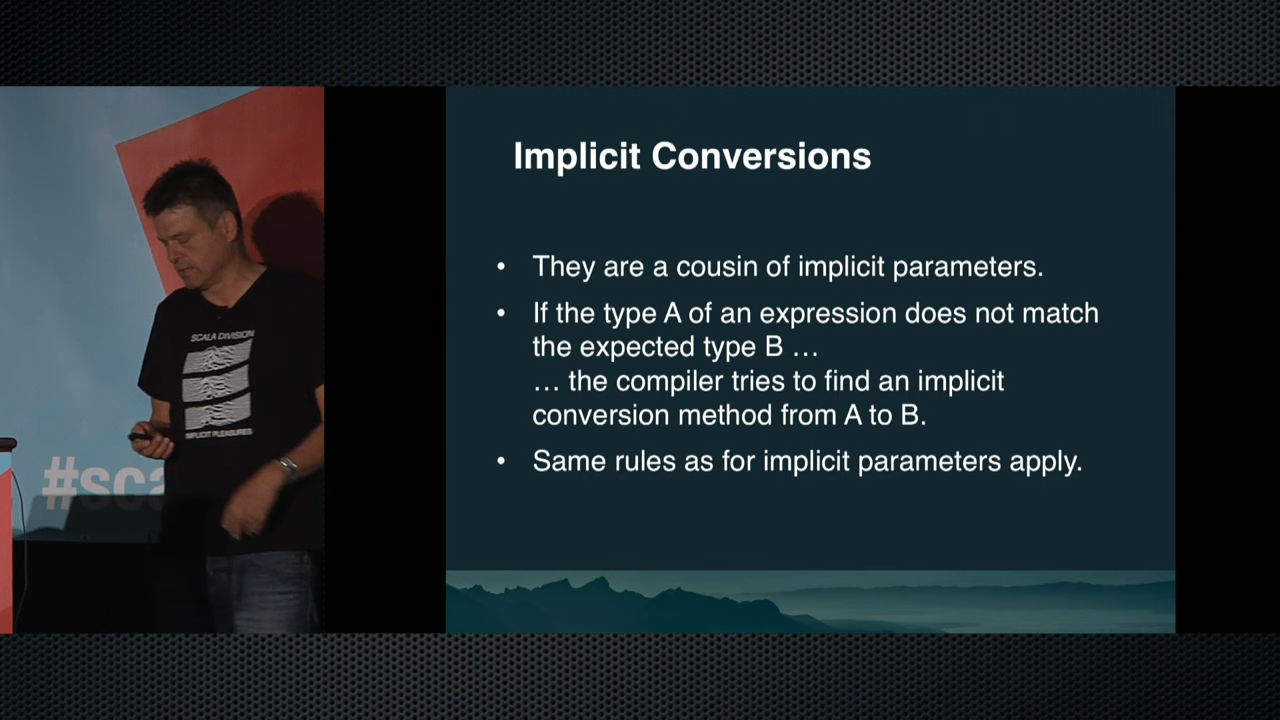 Implicit Conversions
• They are a cousin of implicit parameters.
• If the type A of an expression does not match
the expected type B …
… the compiler tries to find an implicit
conversion method from A to B.
• Same rules as for implicit parameters apply.
SCALA DIVISION
IMPLICIT PLEASURES
#sca